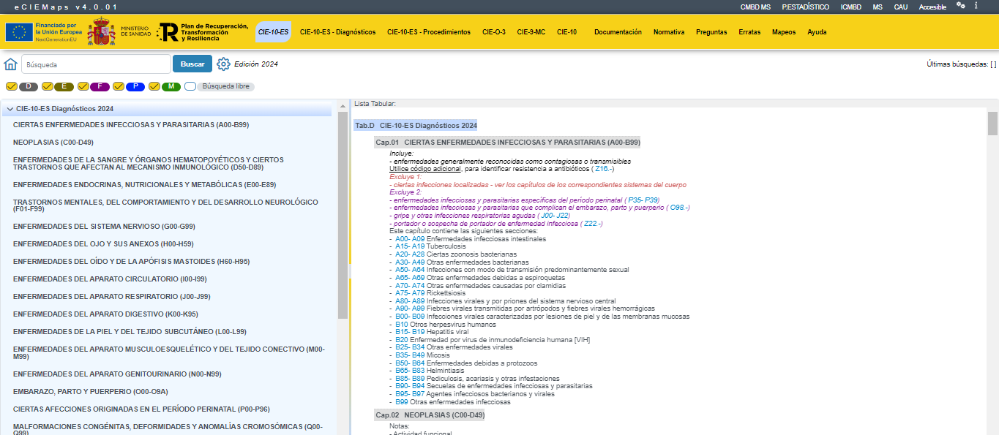 eCIEMaps v4.0.01
CMBD MS P.ESTADÍSTICO ICMBD MS CAU Accesible
Financiado por
la Unión Europea
NextGenerationEU
MINISTERIO
DE SANIDAD
R
Plan de Recuperación,
Transformación
y Resiliencia
CIE-10-ES CIE-10-ES - Diagnósticos CIE-10-ES - Procedimientos CIE-O-3 CIE-9-MC CIE-10 Documentación Normativa Preguntas Erratas Mapeos Ayuda
Búsqueda Buscar Edición 2024 Últimas búsquedas: [ ]
D E F P M Búsqueda libre
CIE-10-ES Diagnósticos 2024
CIERTAS ENFERMEDADES INFECCIOSAS Y PARASITARIAS (A00-B99)
NEOPLASIAS (C00-D49)
ENFERMEDADES DE LA SANGRE Y ÓRGANOS HEMATOPOYÉTICOS Y CIERTOS
TRASTORNOS QUE AFECTAN AL MECANISMO INMUNOLÓGICO (D50-D89)
ENFERMEDADES ENDOCRINAS, NUTRICIONALES Y METABÓLICAS (E00-E89)
TRASTORNOS MENTALES, DEL COMPORTAMIENTO Y DEL DESARROLLO NEUROLÓGICO
(F01-F99)
ENFERMEDADES DEL SISTEMA NERVIOSO (G00-G99)
ENFERMEDADES DEL OJO Y SUS ANEXOS (H00-H59)
ENFERMEDADES DEL OÍDO Y DE LA APÓFISIS MASTOIDES (H60-H95)
ENFERMEDADES DEL APARATO CIRCULATORIO (I00-I99)
ENFERMEDADES DEL APARATO RESPIRATORIO (J00-J99)
ENFERMEDADES DEL APARATO DIGESTIVO (K00-K95)
ENFERMEDADES DE LA PIEL Y DEL TEJIDO SUBCUTÁNEO (L00-L99)
ENFERMEDADES DEL APARATO MUSCULOESQUELÉTICO Y DEL TEJIDO CONECTIVO (M00-
M99)
ENFERMEDADES DEL APARATO GENITOURINARIO (N00-N99)
EMBARAZO, PARTO Y PUERPERIO (O00-O9A)
CIERTAS AFECCIONES ORIGINADAS EN EL PERÍODO PERINATAL (P00-P96)
MALFORMACIONES CONGÉNITAS, DEFORMIDADES Y ANOMALÍAS CROMOSÓMICAS (Q00-
Q99)
Lista Tabular:
Tab.D CIE-10-ES Diagnósticos 2024
Cap.01 CIERTAS ENFERMEDADES INFECCIOSAS Y PARASITARIAS (A00-B99)
Incluye:
- enfermedades generalmente reconocidas como contagiosas o transmisibles
Utilice código adicional, para identificar resistencia a antibióticos ( Z16.-)
Excluye 1:
- ciertas infecciones localizadas - ver los capítulos de los correspondientes sistemas del cuerpo
Excluye 2:
- enfermedades infecciosas y parasitarias específicas del período perinatal ( P35- P39)
- enfermedades infecciosas y parasitarias que complican el embarazo, parto y puerperio ( O98.-)
- gripe y otras infecciones respiratorias agudas ( J00- J22)
- portador o sospecha de portador de enfermedad infecciosa ( Z22.-)
Este capítulo contiene las siguientes secciones:
- A00- A09 Enfermedades infecciosas intestinales
- A15- A19 Tuberculosis
- A20- A28 Ciertas zoonosis bacterianas
- A30- A49 Otras enfermedades bacterianas
- A50- A64 Infecciones con modo de transmisión predominantemente sexual
- A65- A69 Otras enfermedades debidas a espiroquetas
- A70- A74 Otras enfermedades causadas por clamidias
- A75- A79 Rickettsiosis
- A80- A89 Infecciones virales y por priones del sistema nervioso central
- A90- A99 Fiebres virales transmitidas por artrópodos y fiebres virales hemorrágicas
- B00- B09 Infecciones virales caracterizadas por lesiones de piel y de las membranas mucosas
- B10 Otros herpesvirus humanos
- B15- B19 Hepatitis viral
- B20 Enfermedad por virus de inmunodeficiencia humana [VIH]
- B25- B34 Otras enfermedades virales
- B35- B49 Micosis
- B50- B64 Enfermedades debidas a protozoos
- B65- B83 Helmintiasis
- B85- B89 Pediculosis, acariasis y otras infestaciones
- B90- B94 Secuelas de enfermedades infecciosas y parasitarias
- B95- B97 Agentes infecciosos bacterianos y virales
- B99 Otras enfermedades infecciosas
Cap.02 NEOPLASIAS (C00-D49)
Notas:
- Actividad funcional